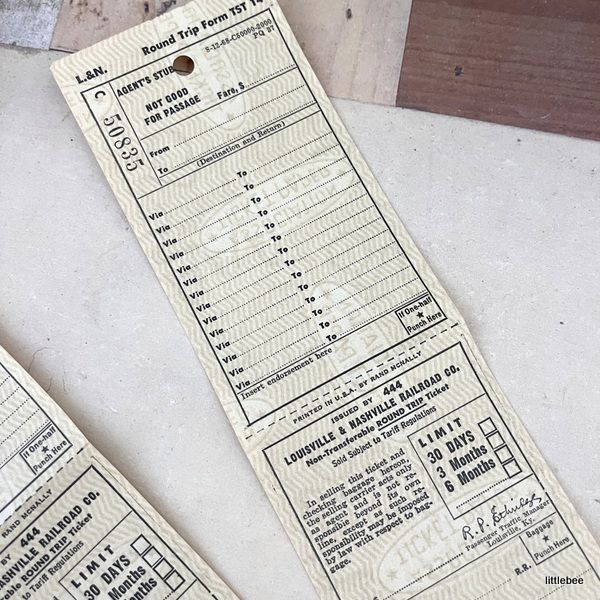 L.&N.
Round Trip Form TST
8-12-68-C50000-2000
PQ 37
AGENT'S STUB
C 50835
NOT GOOD
FOR PASSAGE
Fare, $
From
To
(Destination and Return)
To
Via To
Via To
Via To
Via To
Via To
Via To
Via To
Via To
Via To
Via To
Via To
Via To
Via
Insert endorsement here
If One-half
★
Punch Here
PRINTED IN U.S.A. BY RAND MCNALLY
ISSUED BY 444
LOUISVILLE & NASHVILLE RAILROAD CO.
Non-Transferable ROUND TRIP Ticket
Sold Subject to Tariff Regulations
In selling this ticket and
checking baggage hereon,
the selling carrier acts only
as agent and is not re-
sponsible beyond its own
line, except as such re-
sponsibility may be imposed
by law with respect to bag-
gage.
LIMIT
30 DAYS
3 Months
6 Months
Passenger Traffic Manager
Louisville, Ky.
R.R.
Baggage
★
Punch Here
If One-half
★
Punch Here
RAND MCNALLY
BY 444
NASHVILLE RAILROAD CO.
ROUND TRIP Ticket
to Tariff Regulations
LIMIT
30 DAYS
3 Months
6 Months
littlebee